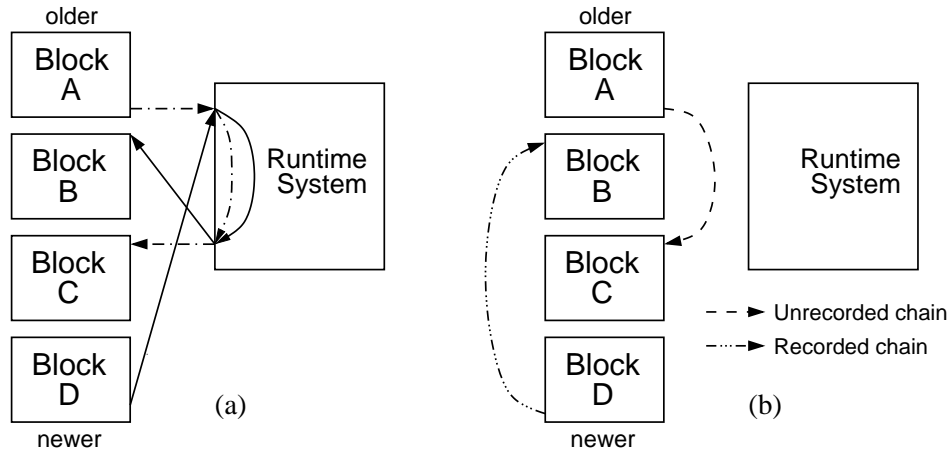 older
Block
A
Block
B
Block
C
Block
D
newer
Runtime
System
(a)
older
Block
A
Block
B
Block
C
Block
D
newer
Runtime
System
Unrecorded chain
Recorded chain
(b)